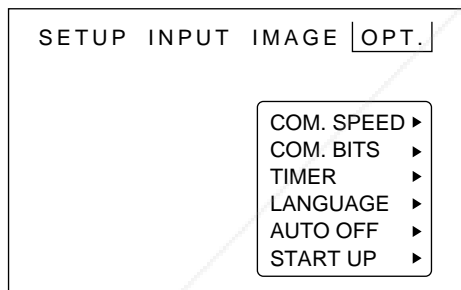 SETUP INPUT IMAGE OPT.
COM. SPEED
COM. BITS
TIMER
LANGUAGE
AUTO OFF
START UP